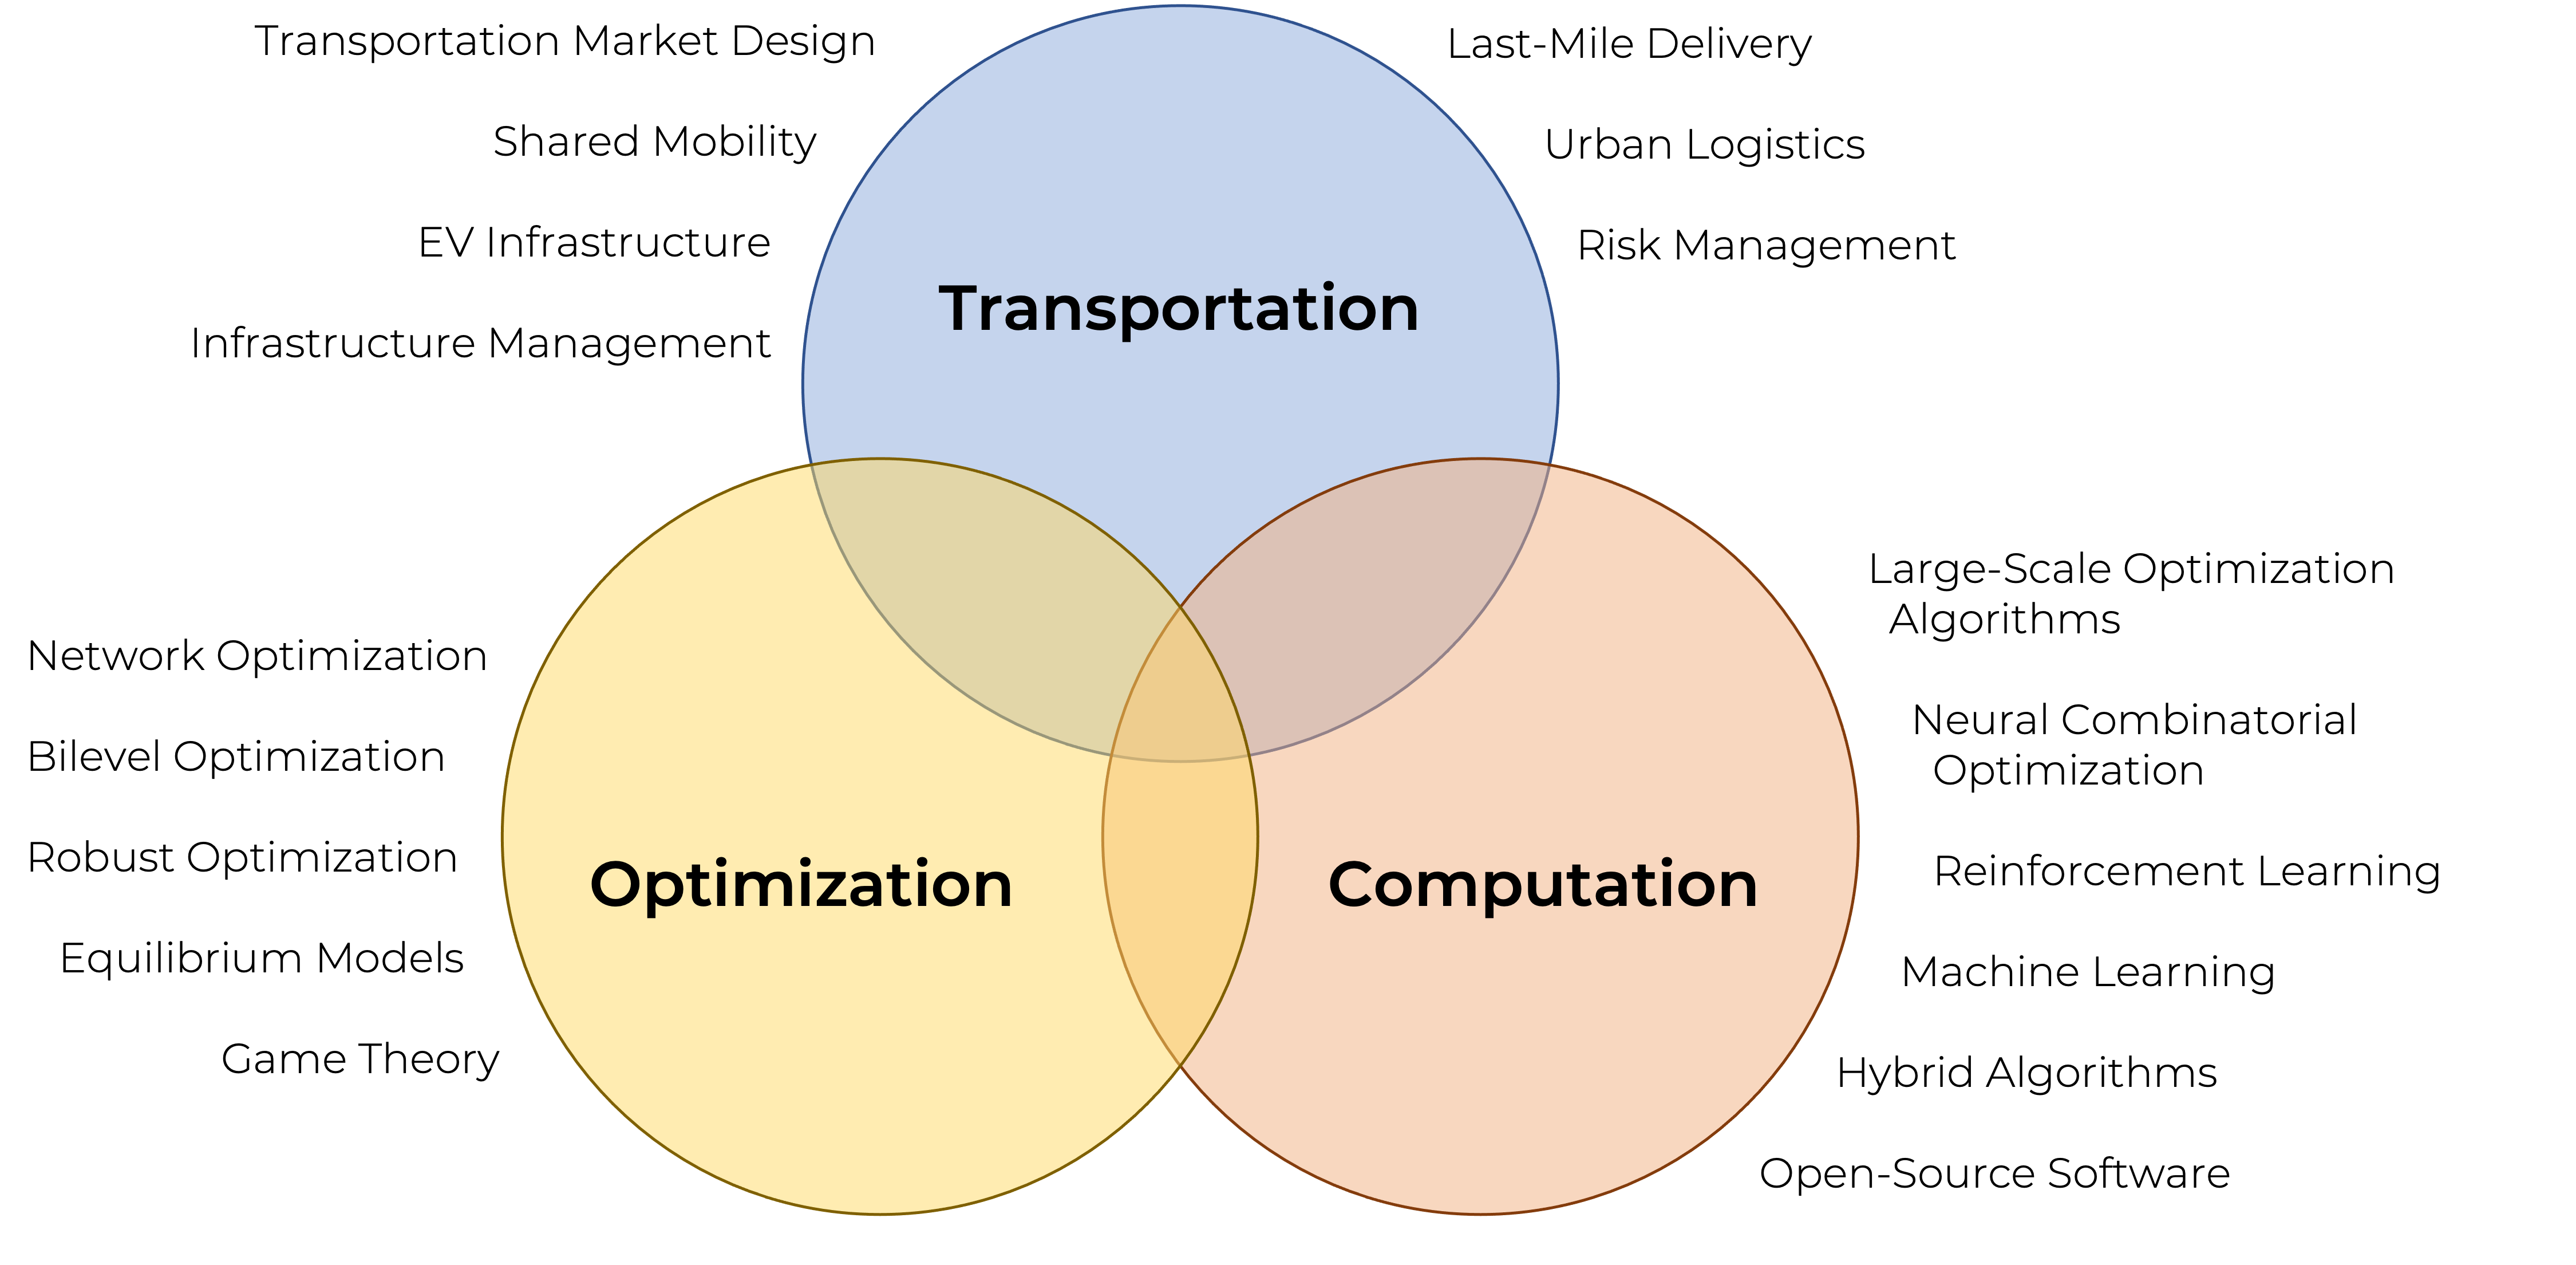 Transportation Market Design
Shared Mobility
EV Infrastructure
Infrastructure Management
Last-Mile Delivery
Urban Logistics
Risk Management
Transportation
Network Optimization
Bilevel Optimization
Robust Optimization
Equilibrium Models
Game Theory
Optimization
Computation
Large-Scale Optimization
Algorithms
Neural Combinatorial
Optimization
Reinforcement Learning
Machine Learning
Hybrid Algorithms
Open-Source Software